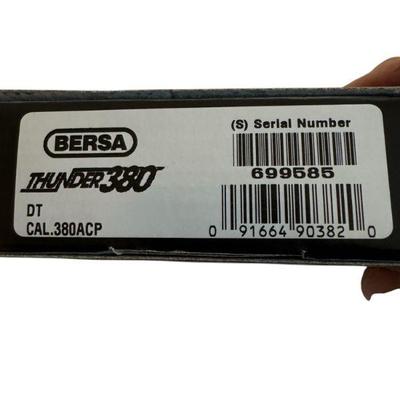 BERSA
THUNDER 380
DT
CAL.380ACP
(S) Serial Number
699585
0 91664 90382 0